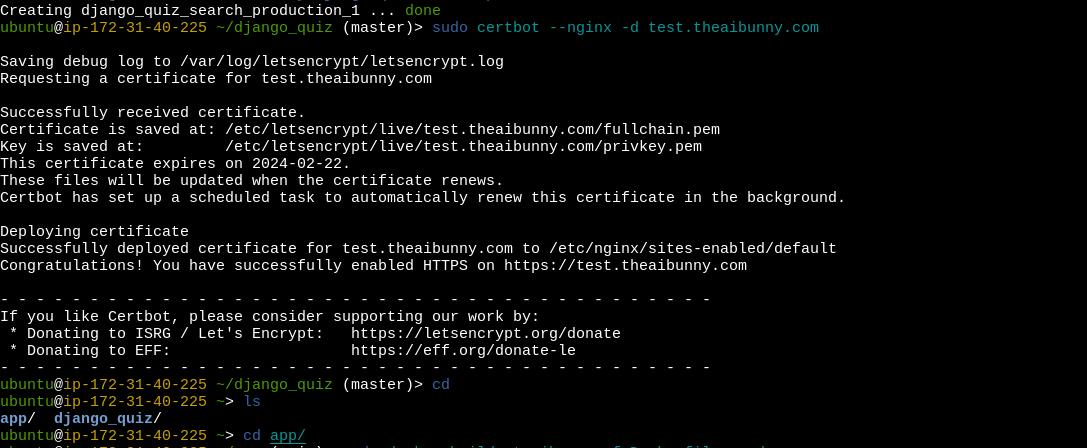 Creating django_quiz_search_production_1 ... done
ubuntu@ip-172-31-40-225 ~/django_quiz (master)> sudo certbot --nginx -d test.theaibunny.com
Saving debug log to /var/log/letsencrypt/letsencrypt.log
Requesting a certificate for test.theaibunny.com
Successfully received certificate.
Certificate is saved at: /etc/letsencrypt/live/test.theaibunny.com/fullchain.pem
Key is saved at:         /etc/letsencrypt/live/test.theaibunny.com/privkey.pem
This certificate expires on 2024-02-22.
These files will be updated when the certificate renews.
Certbot has set up a scheduled task to automatically renew this certificate in the background.
Deploying certificate
Successfully deployed certificate for test.theaibunny.com to /etc/nginx/sites-enabled/default
Congratulations! You have successfully enabled HTTPS on https://test.theaibunny.com
- - - - - - - - - - - - - - - - - - - - - - - - - - - - - - - - - - - - - - - -
If you like Certbot, please consider supporting our work by:
 * Donating to ISRG / Let's Encrypt:   https://letsencrypt.org/donate
 * Donating to EFF:                    https://eff.org/donate-le
- - - - - - - - - - - - - - - - - - - - - - - - - - - - - - - - - - - - - - - -
ubuntu@ip-172-31-40-225 ~/django_quiz (master)> cd
ubuntu@ip-172-31-40-225 ~> ls
app/  django_quiz/
ubuntu@ip-172-31-40-225 ~> cd app/